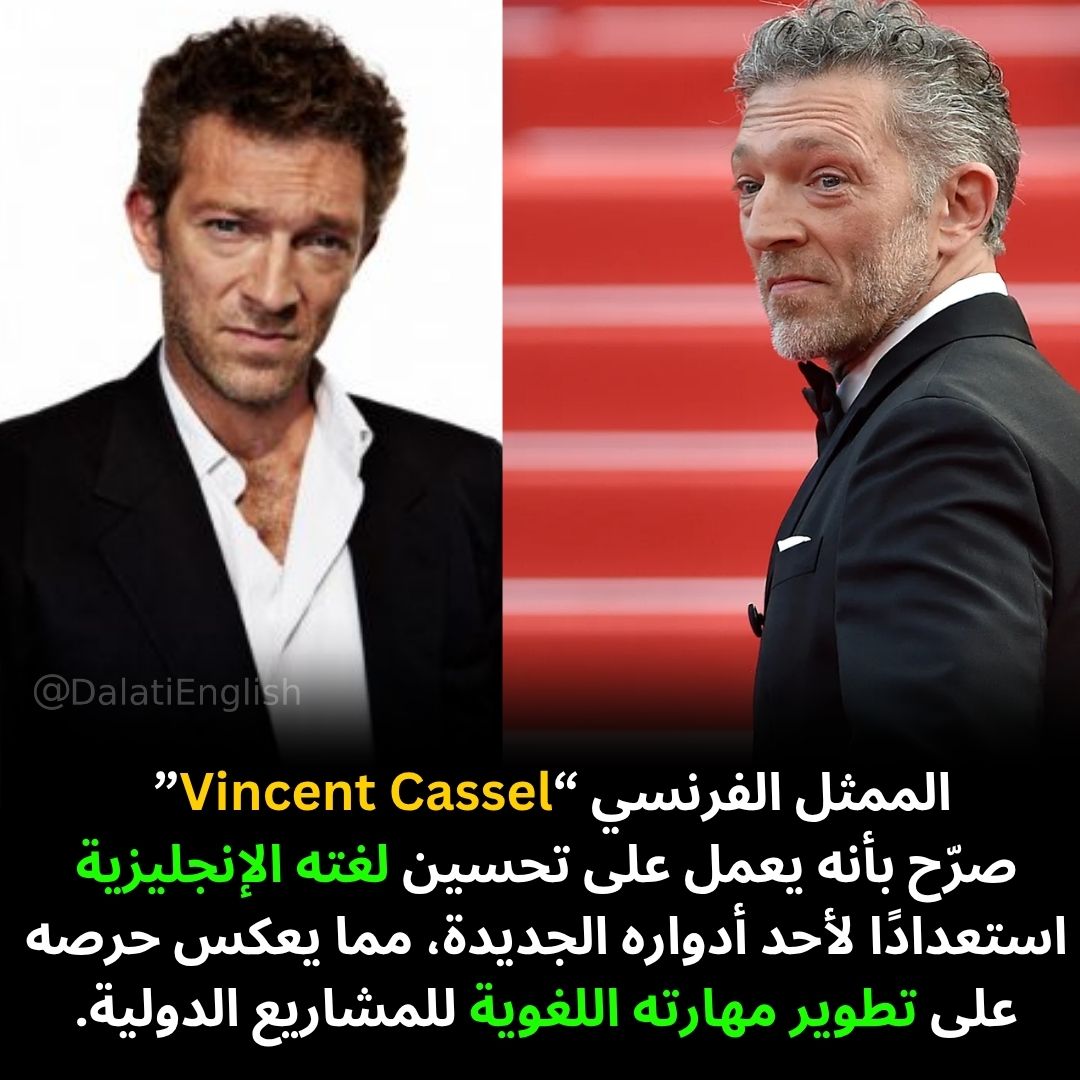 @DalatiEnglish
الممثل الفرنسي “Vincent Cassel”
صرّح بأنه يعمل على تحسين لغته الإنجليزية
استعدادًا لأحد أدواره الجديدة، مما يعكس حرصه
على تطوير مهارته اللغوية للمشاريع الدولية.